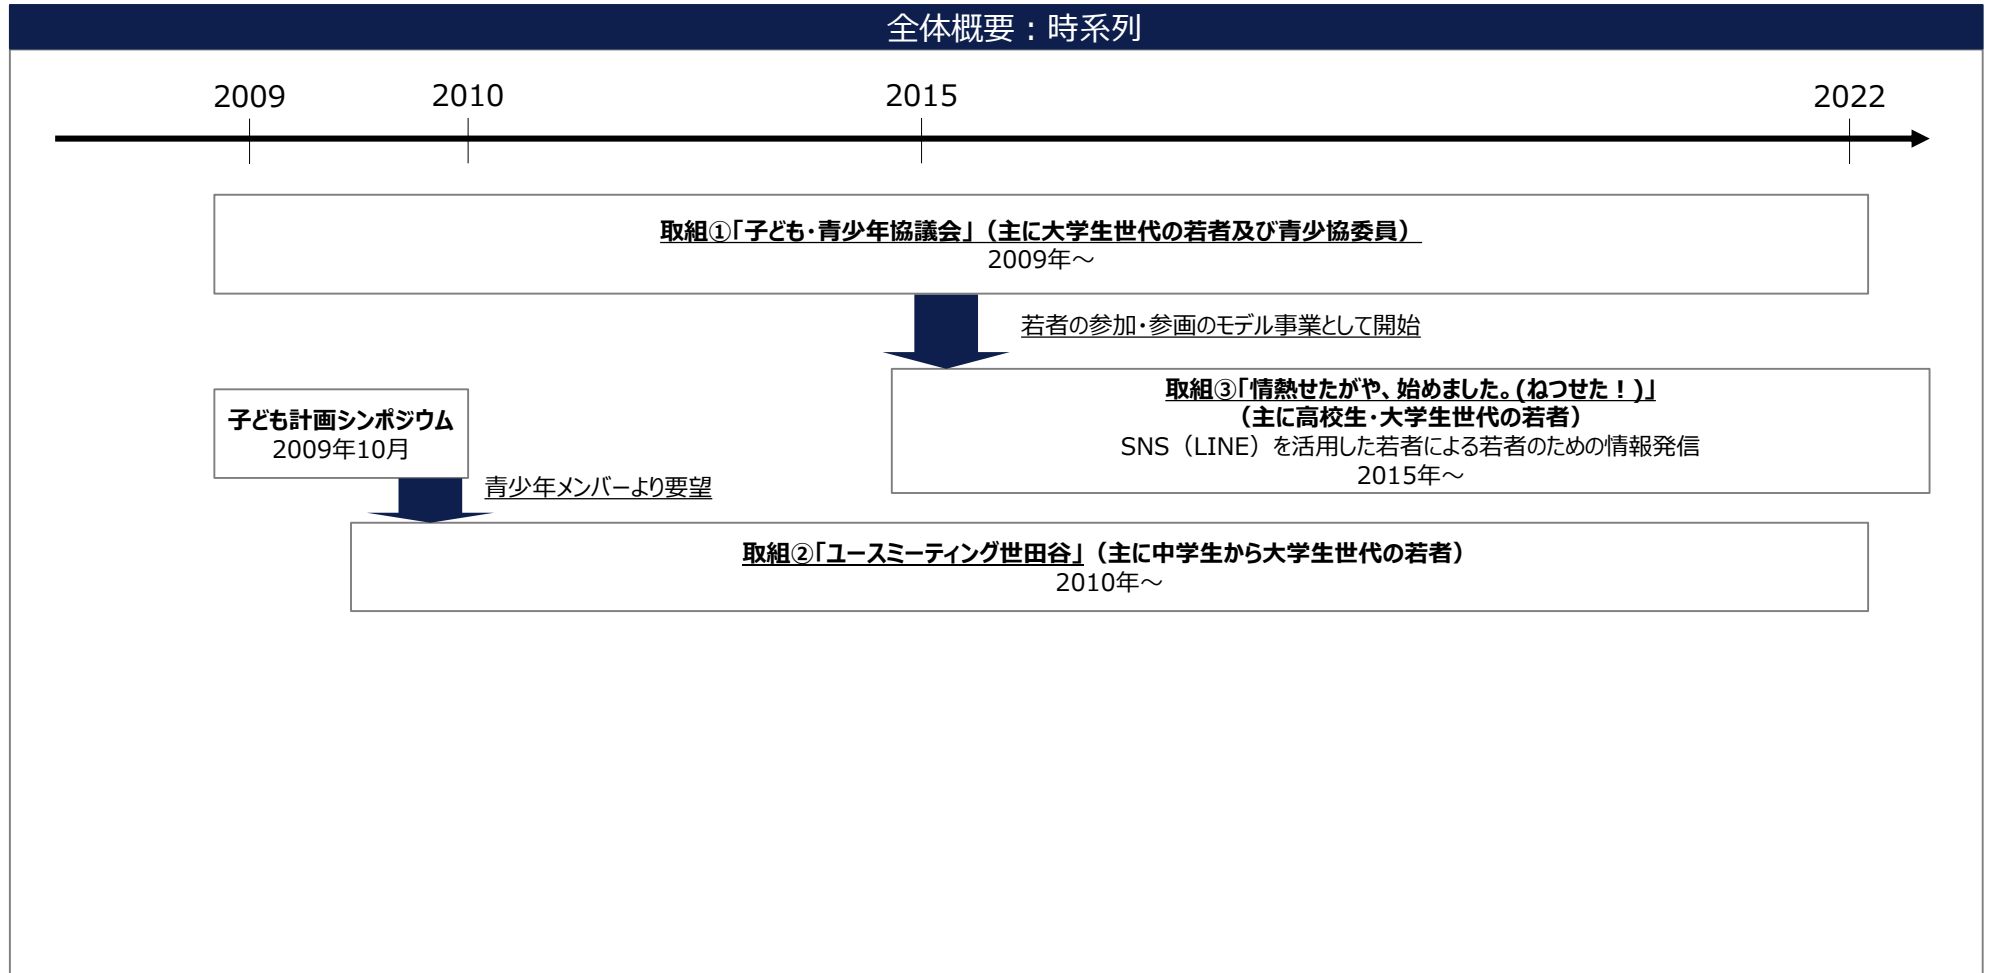 全体概要：時系列
2009
2010
2015
2022
取組①「子ども・青少年協議会」（主に大学生世代の若者及び青少協委員）
2009年～
若者の参加・参画のモデル事業として開始
取組③「情熱せたがや、始めました。(ねつせた！)」
（主に高校生・大学生世代の若者）
SNS（LINE）を活用した若者による若者のための情報発信
2015年～
子ども計画シンポジウム
2009年10月
青少年メンバーより要望
取組②「ユースミーティング世田谷」（主に中学生から大学生世代の若者）
2010年～